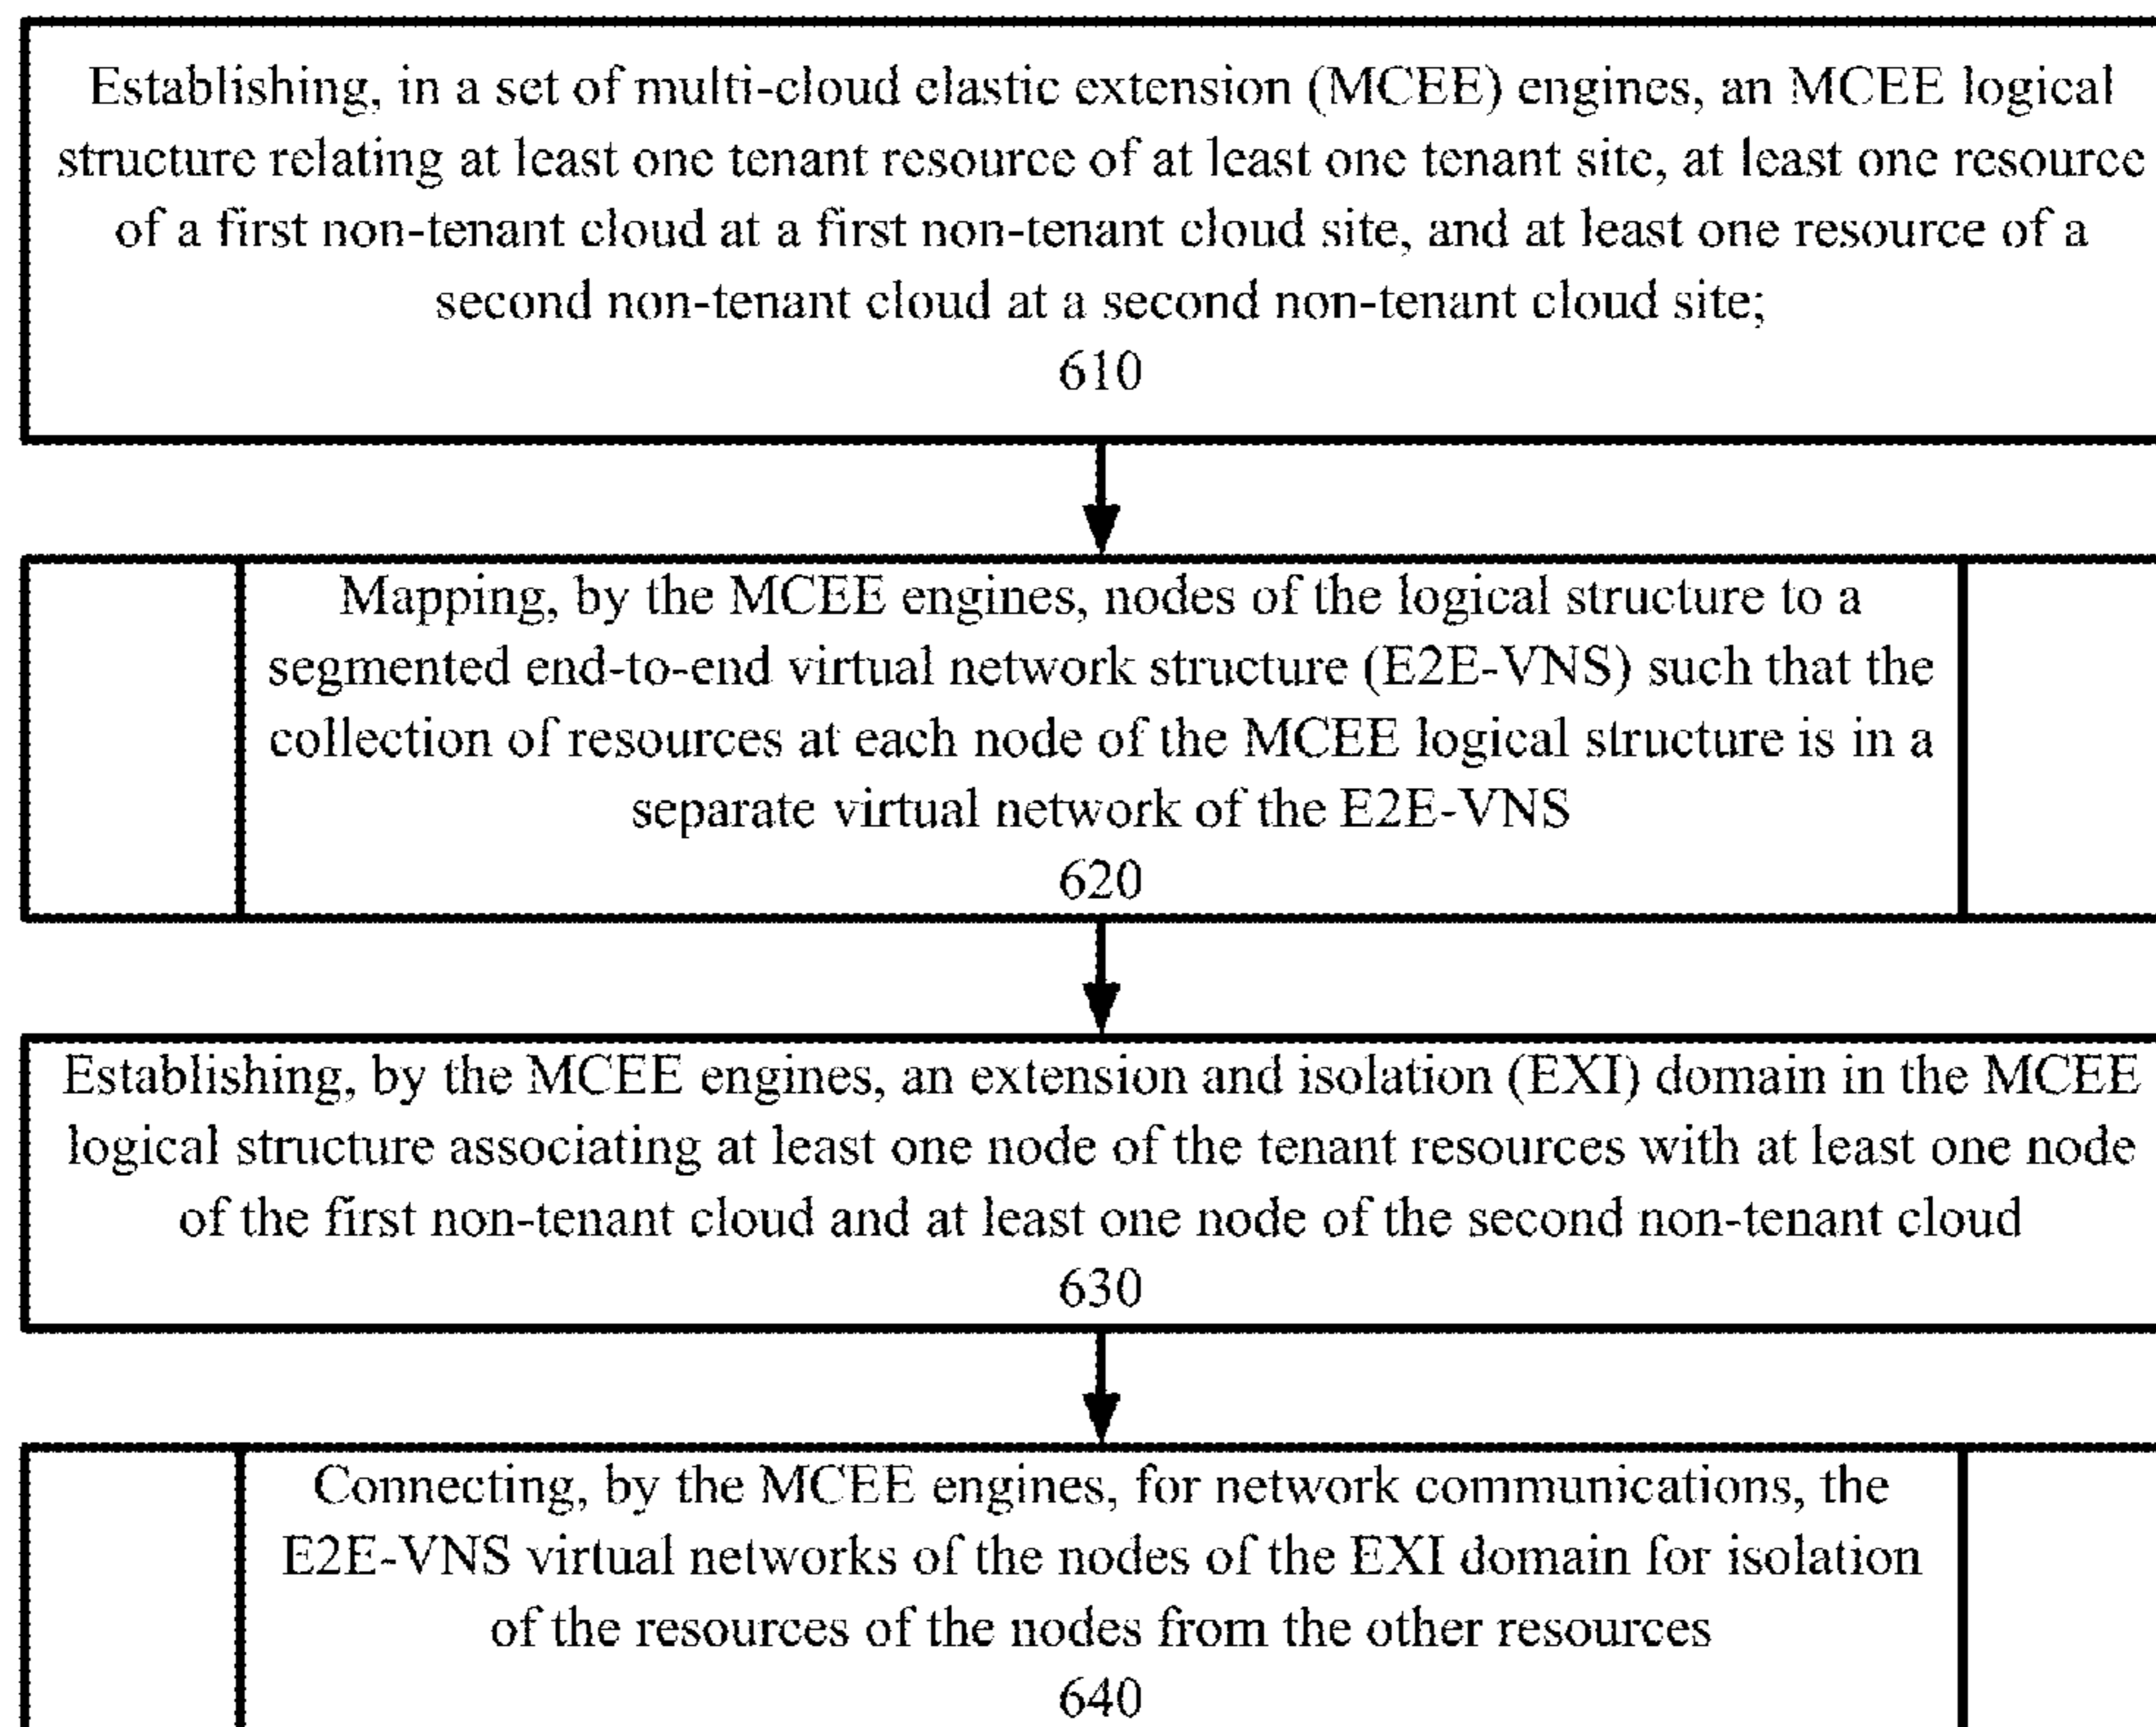 Establishing, in a set of multi-cloud elastic extension (MCEE) engines, an MCEE logical
structure relating at least one tenant resource of at least one tenant site, at least one resource
of a first non-tenant cloud at a first non-tenant cloud site, and at least one resource of a
second non-tenant cloud at a second non-tenant cloud site;
610
Mapping, by the MCEE engines, nodes of the logical structure to a
segmented end-to-end virtual network structure (E2E-VNS) such that the
collection of resources at each node of the MCEE logical structure is in a
separate virtual network of the E2E-VNS
620
Establishing, by the MCEE engines, an extension and isolation (EXI) domain in the MCEE
logical structure associating at least one node of the tenant resources with at least one node
of the first non-tenant cloud and at least one node of the second non-tenant cloud
630
Connecting, by the MCEE engines, for network communications, the
E2E-VNS virtual networks of the nodes of the EXI domain for isolation
of the resources of the nodes from the other resources
640